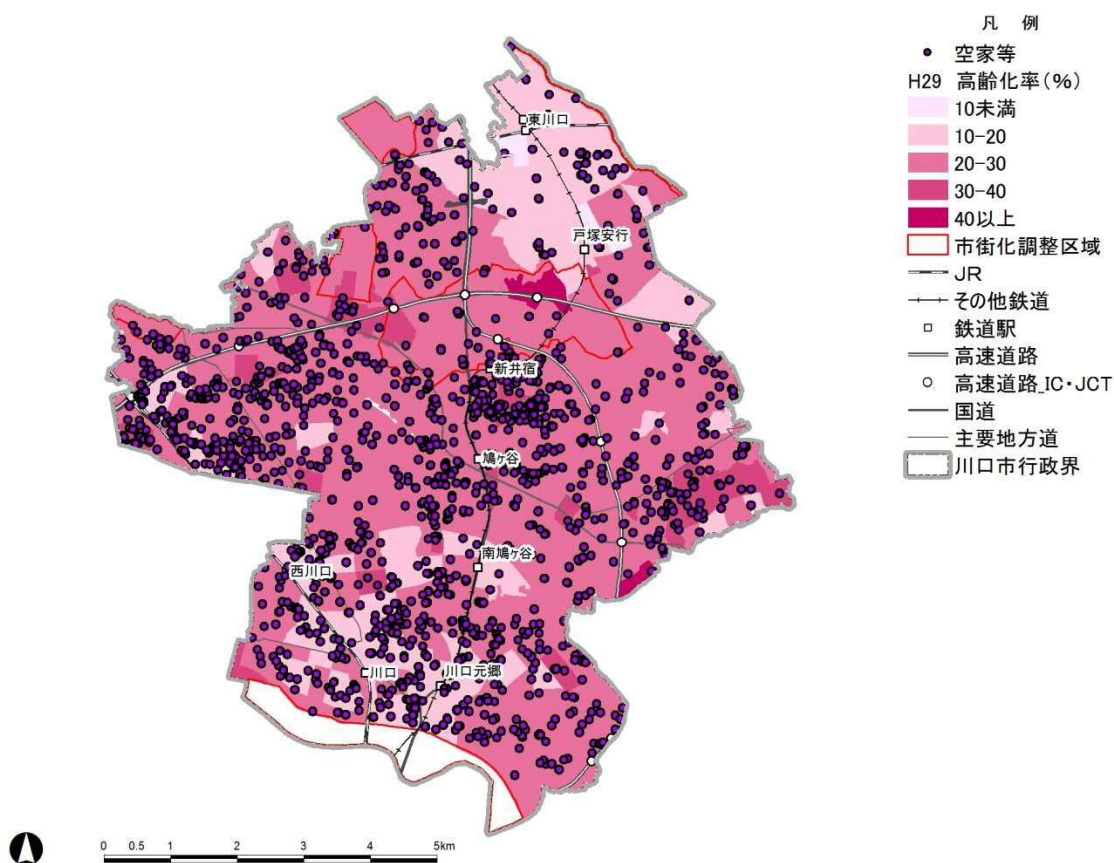 凡 例
空家等
H29 高齢化率(%)
10未満
10-20
20-30
30-40
40以上
市街化調整区域
JR
その他鉄道
鉄道駅
高速道路
高速道路_IC・JCT
国道
主要地方道
川口市行政界
東川口
戸塚安行
新井宿
鳩ヶ谷
南鳩ヶ谷
西川口
川口
川口元郷
0 0.5 1 2 3 4 5km